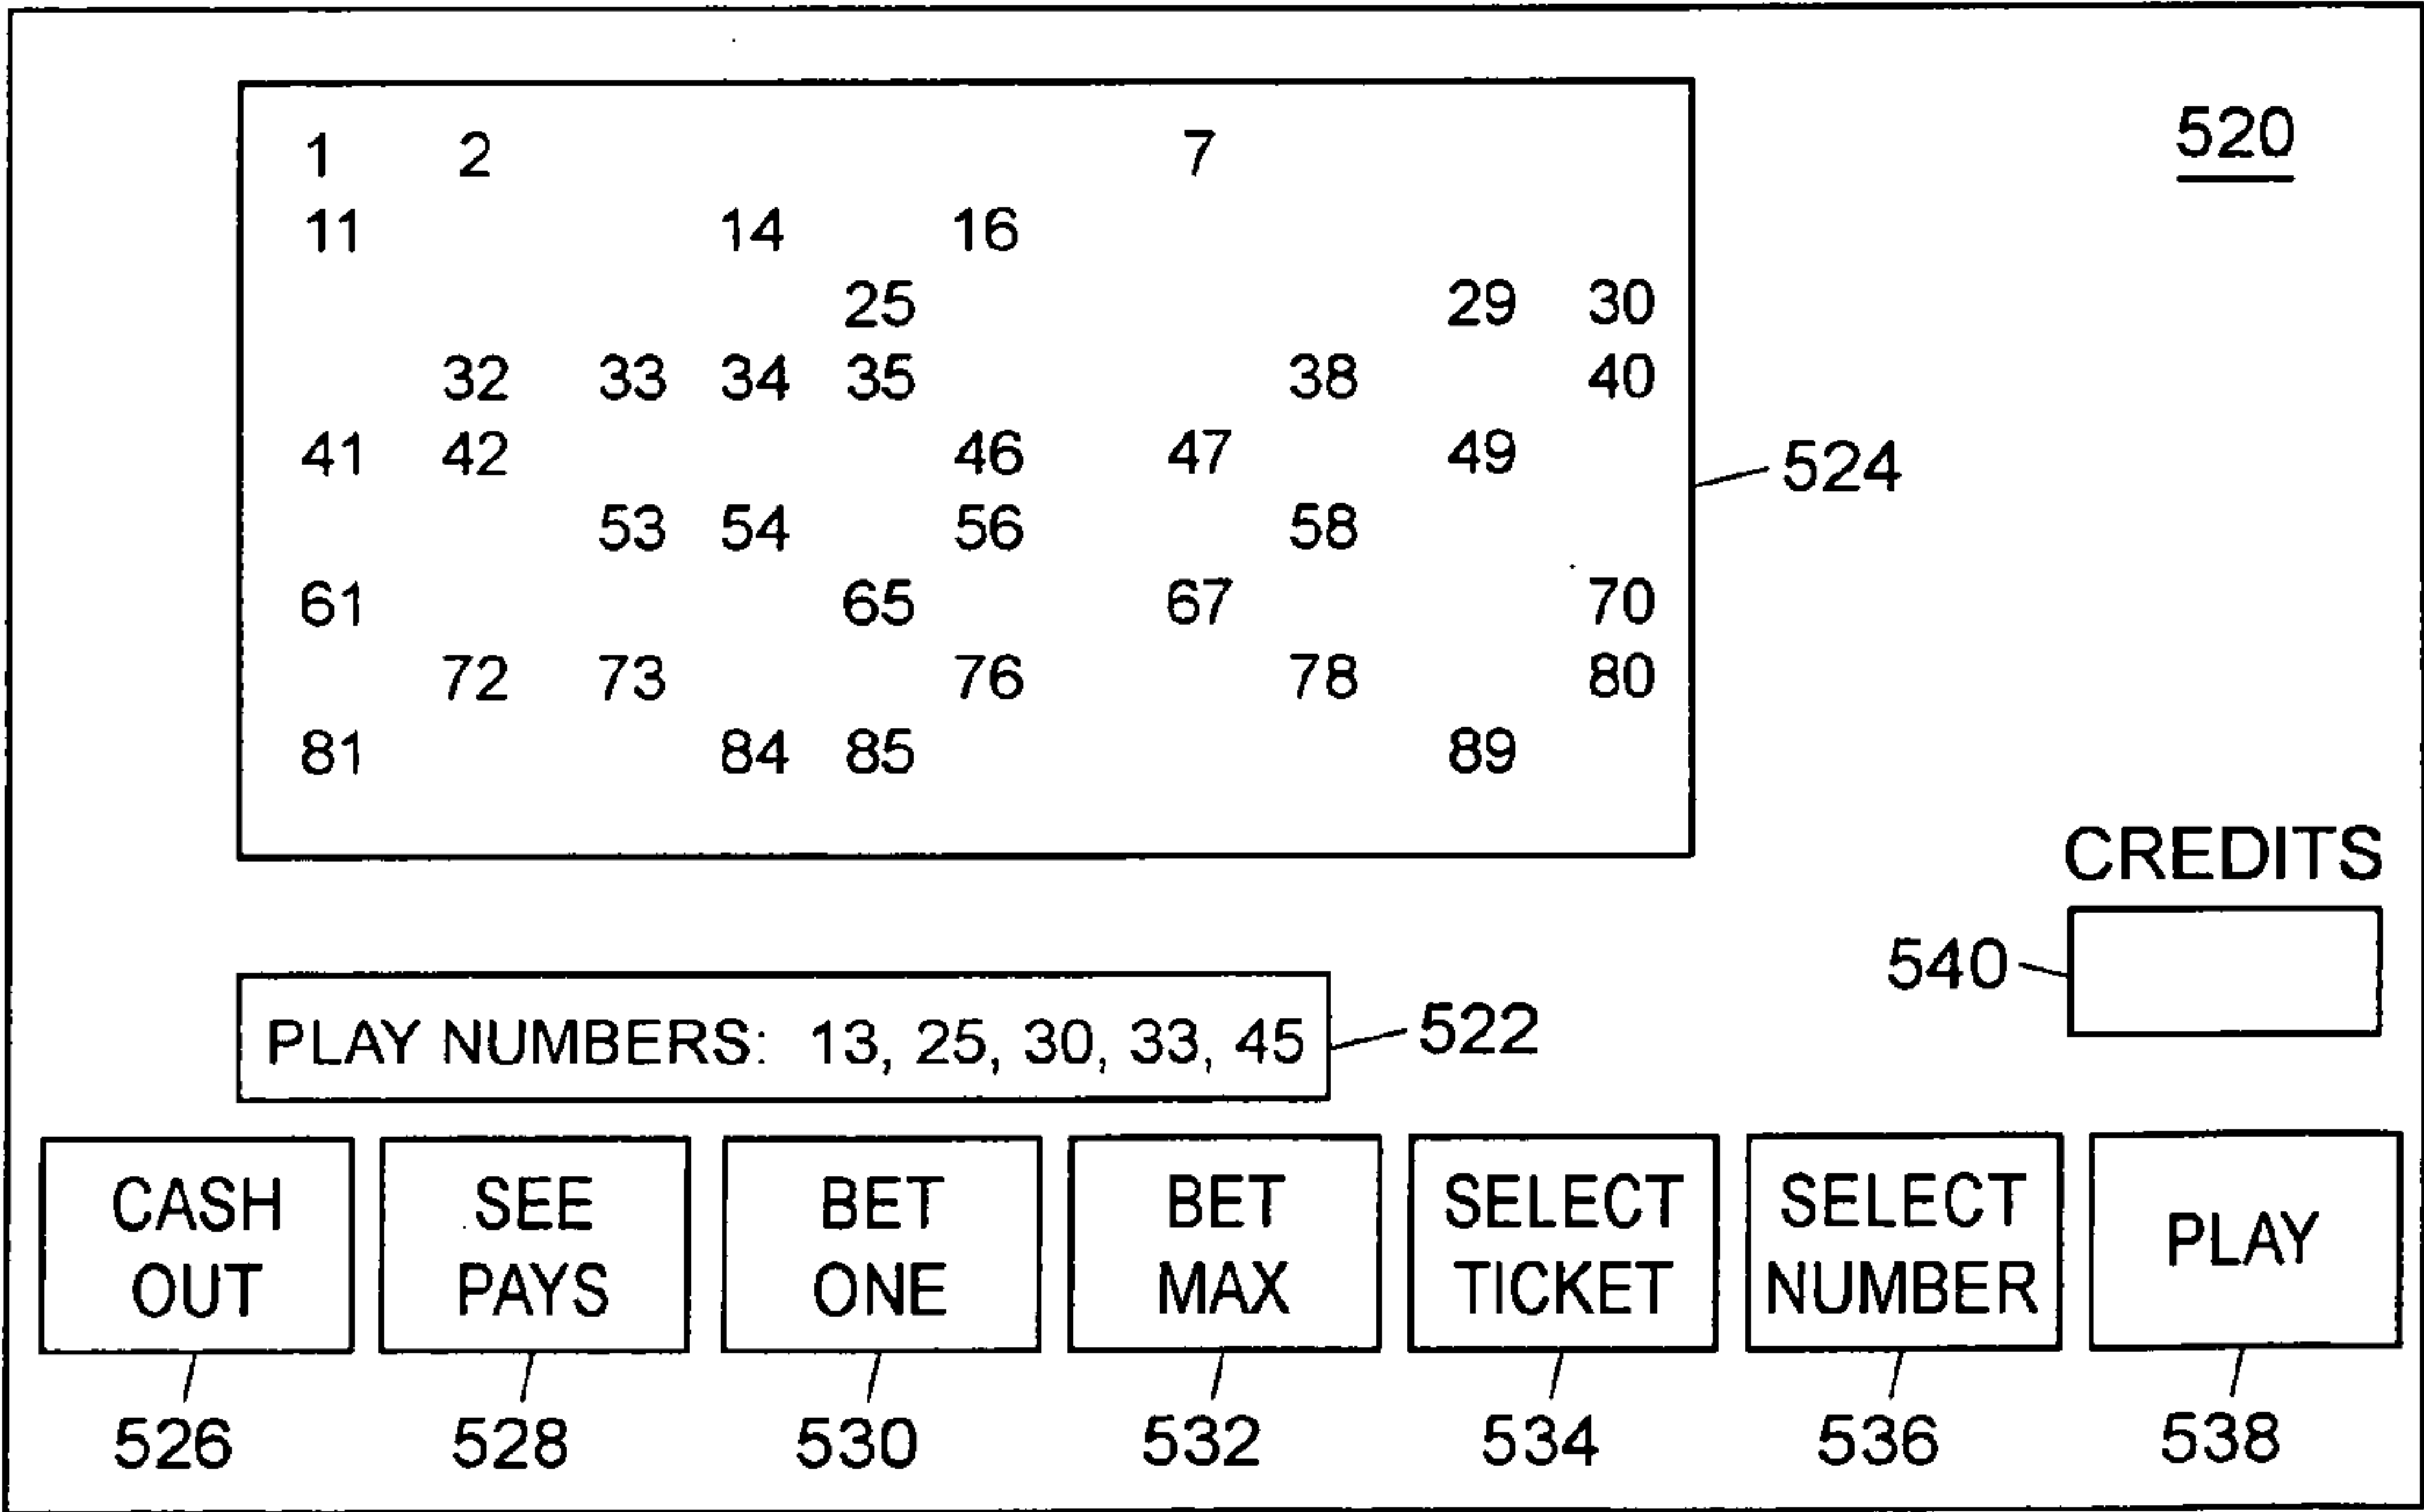 520
1 2 7
11 14 16
25 29 30
32 33 34 35 38 40
41 42 46 47 49
524
53 54 56 58
61 65 67 70
72 73 76 78 80
81 84 85 89
CREDITS
540
PLAY NUMBERS: 13, 25, 30, 33, 45
522
CASH OUT
SEE PAYS
BET ONE
BET MAX
SELECT TICKET
SELECT NUMBER
PLAY
526 528 530 532 534 536 538